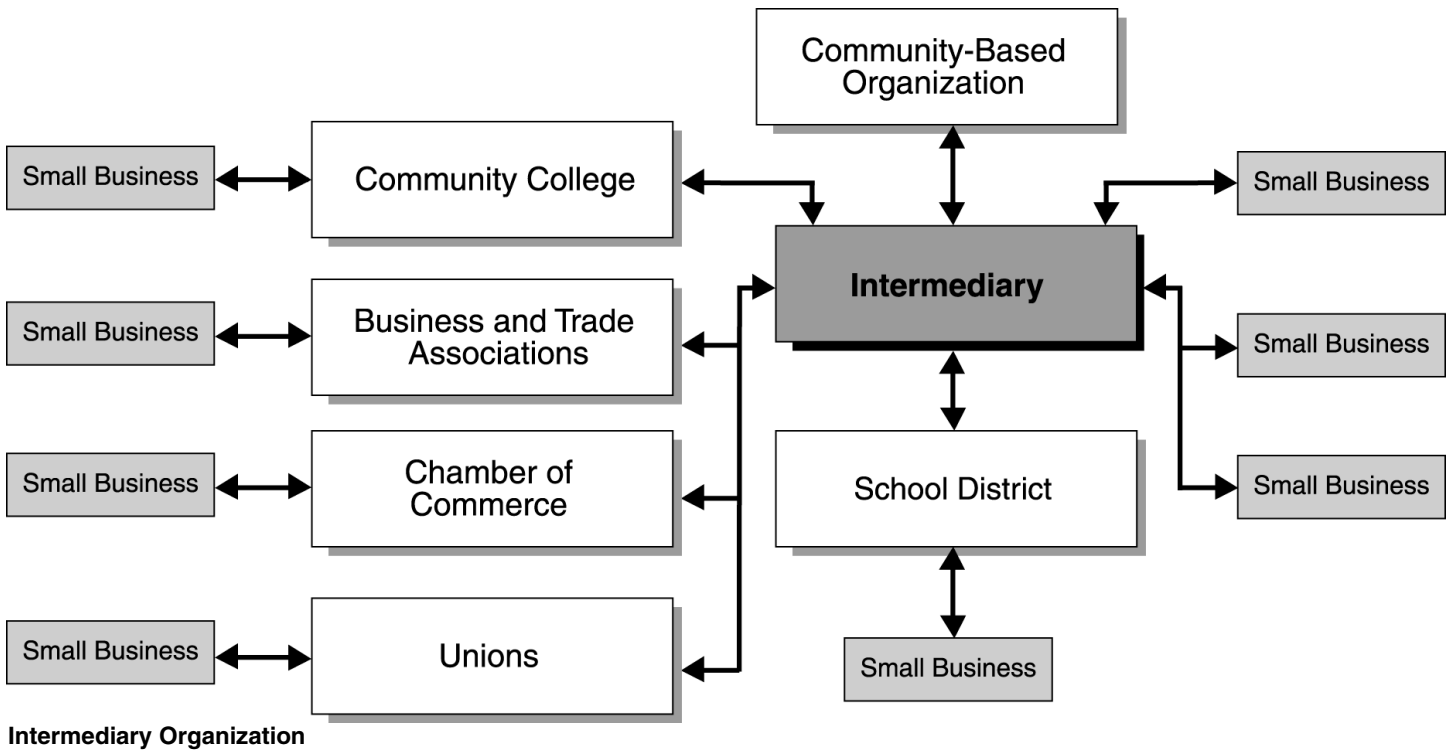 Community-Based
Organization
Small Business
Community College
Small Business
Intermediary
Small Business
Business and Trade
Associations
Small Business
Small Business
Chamber of
Commerce
School District
Small Business
Small Business
Unions
Small Business
Intermediary Organization